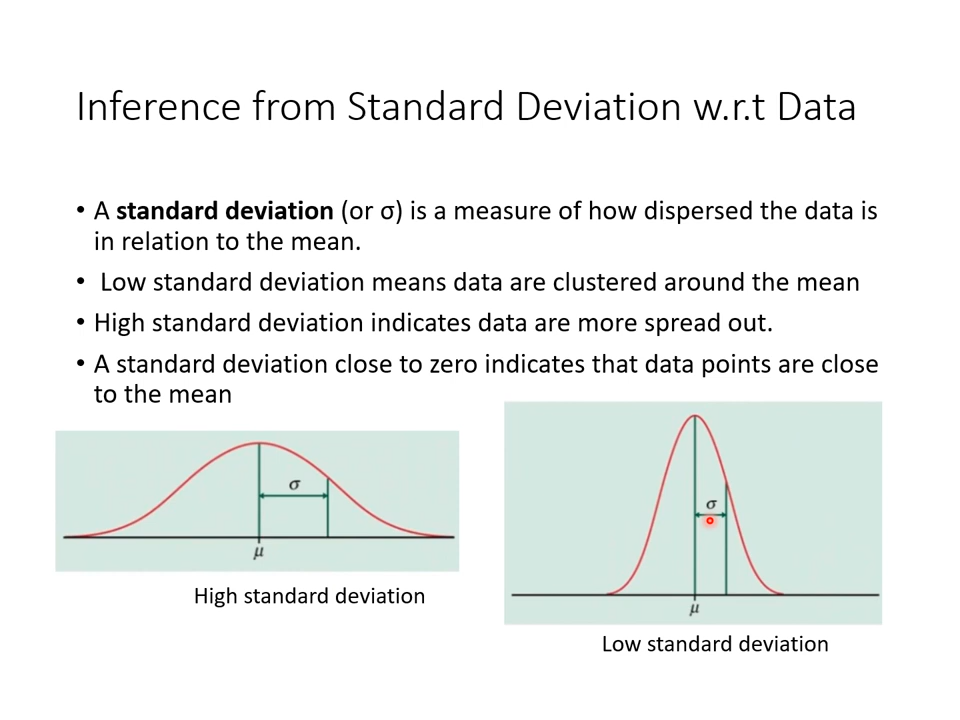 Inference from Standard Deviation w.r.t Data
• A standard deviation (or σ) is a measure of how dispersed the data is
in relation to the mean.
• Low standard deviation means data are clustered around the mean
• High standard deviation indicates data are more spread out.
• A standard deviation close to zero indicates that data points are close
to the mean
σ
μ
High standard deviation
σ
μ
Low standard deviation